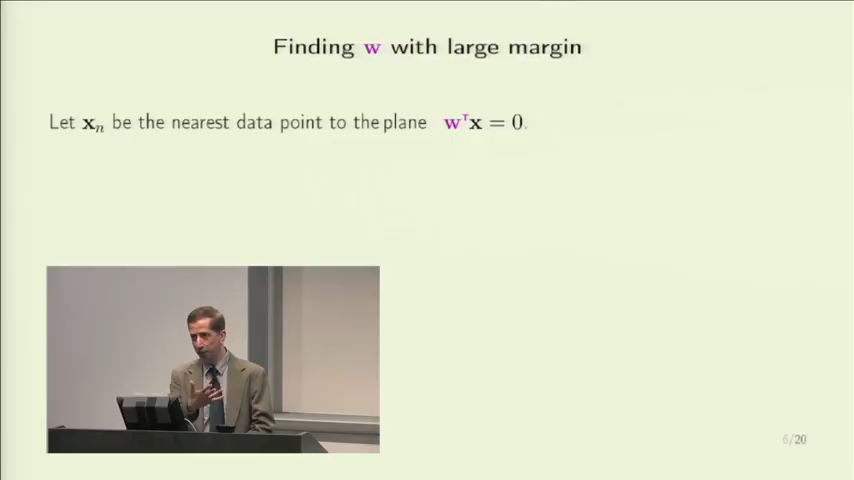 Finding w with large margin
Let xₙ be the nearest data point to the plane wᵀx = 0.
6/20